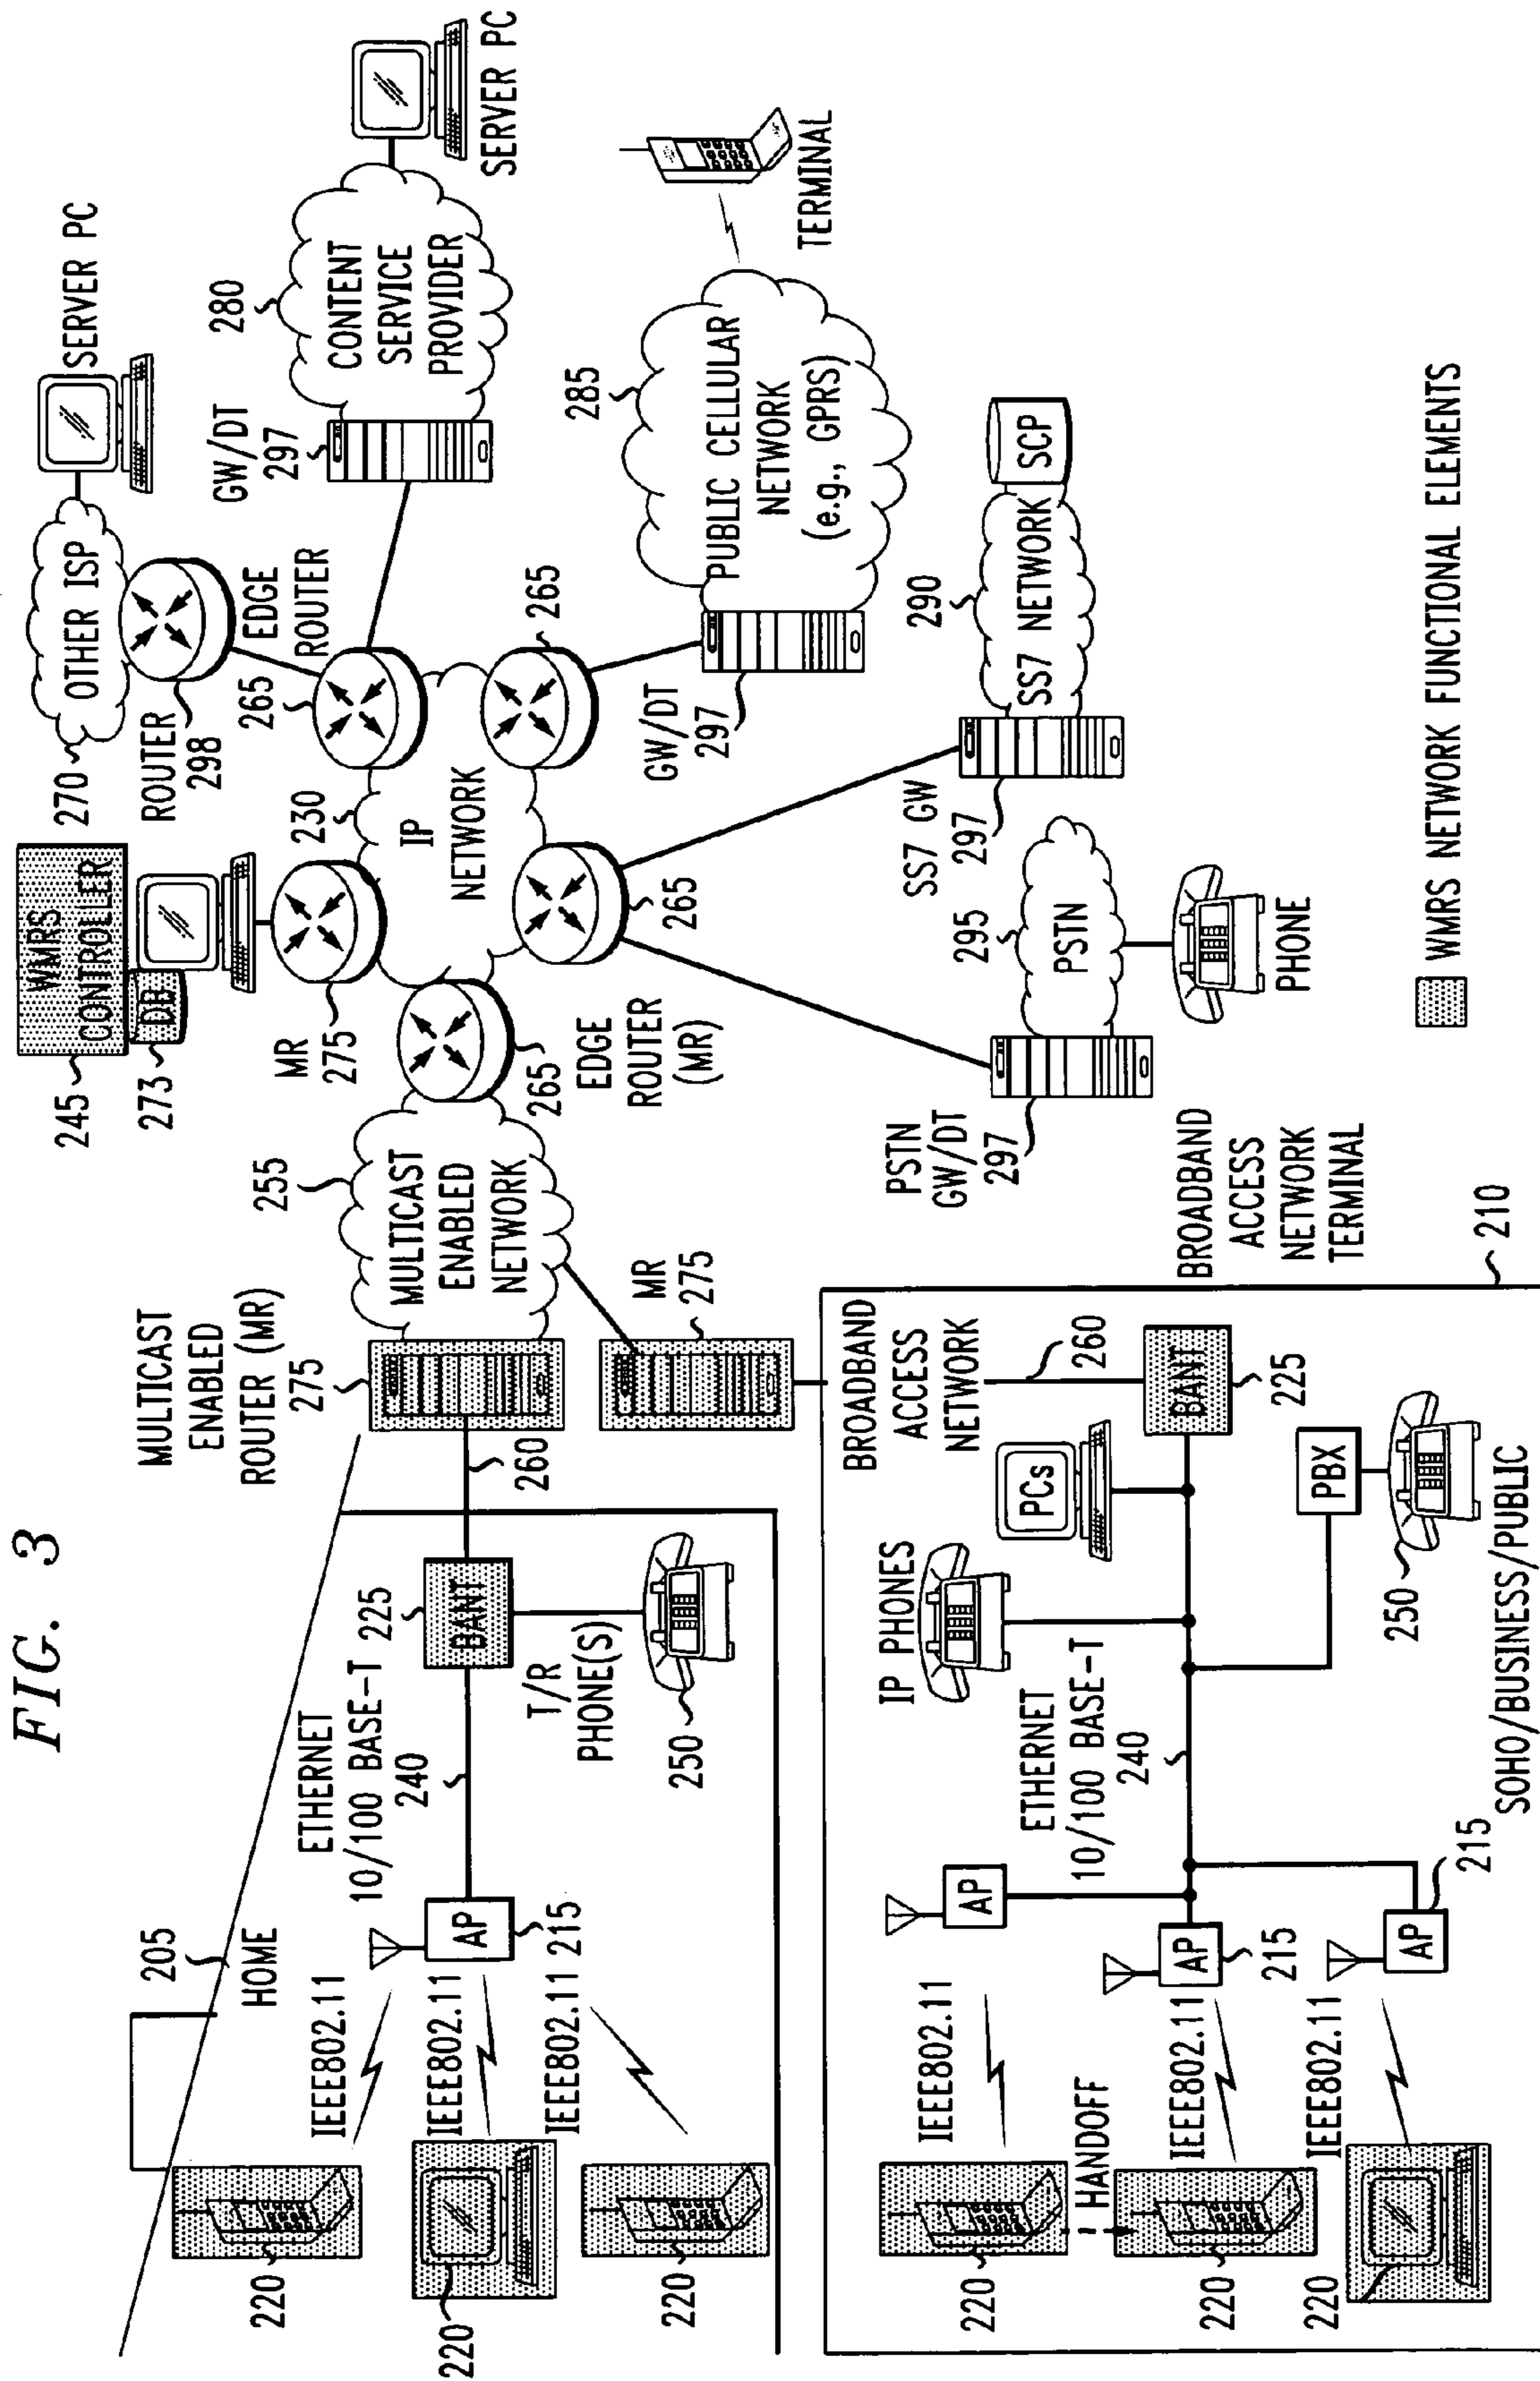 FIG. 3
205
HOME
220
IEEE802.11
220
IEEE802.11
220
IEEE802.11
AP
215
ETHERNET
10/100 BASE-T
240
225
BANT
T/R
PHONE(S)
250
260
MULTICAST
ENABLED
ROUTER (MR)
275
MR
275
255
MULTICAST
ENABLED
NETWORK
245
WMRS
CONTROLLER
273
DB
MR
275
265
EDGE
ROUTER
(MR)
230
IP
NETWORK
270
OTHER ISP
SERVER PC
ROUTER
298
265
EDGE
ROUTER
GW/DT
297
280
CONTENT
SERVICE
PROVIDER
SERVER PC
265
GW/DT
297
285
PUBLIC CELLULAR
NETWORK
(e.g., GPRS)
TERMINAL
265
SS7 GW
297
290
SS7 NETWORK
SCP
PSTN
GW/DT
297
295
PSTN
PHONE
BROADBAND
ACCESS
NETWORK
260
BANT
225
BROADBAND
ACCESS
NETWORK
TERMINAL
210
PCs
IP PHONES
PBX
250
ETHERNET
10/100 BASE-T
240
AP
AP
215
AP
215
IEEE802.11
220
HANDOFF
IEEE802.11
220
IEEE802.11
220
SOHO/BUSINESS/PUBLIC
WMRS NETWORK FUNCTIONAL ELEMENTS